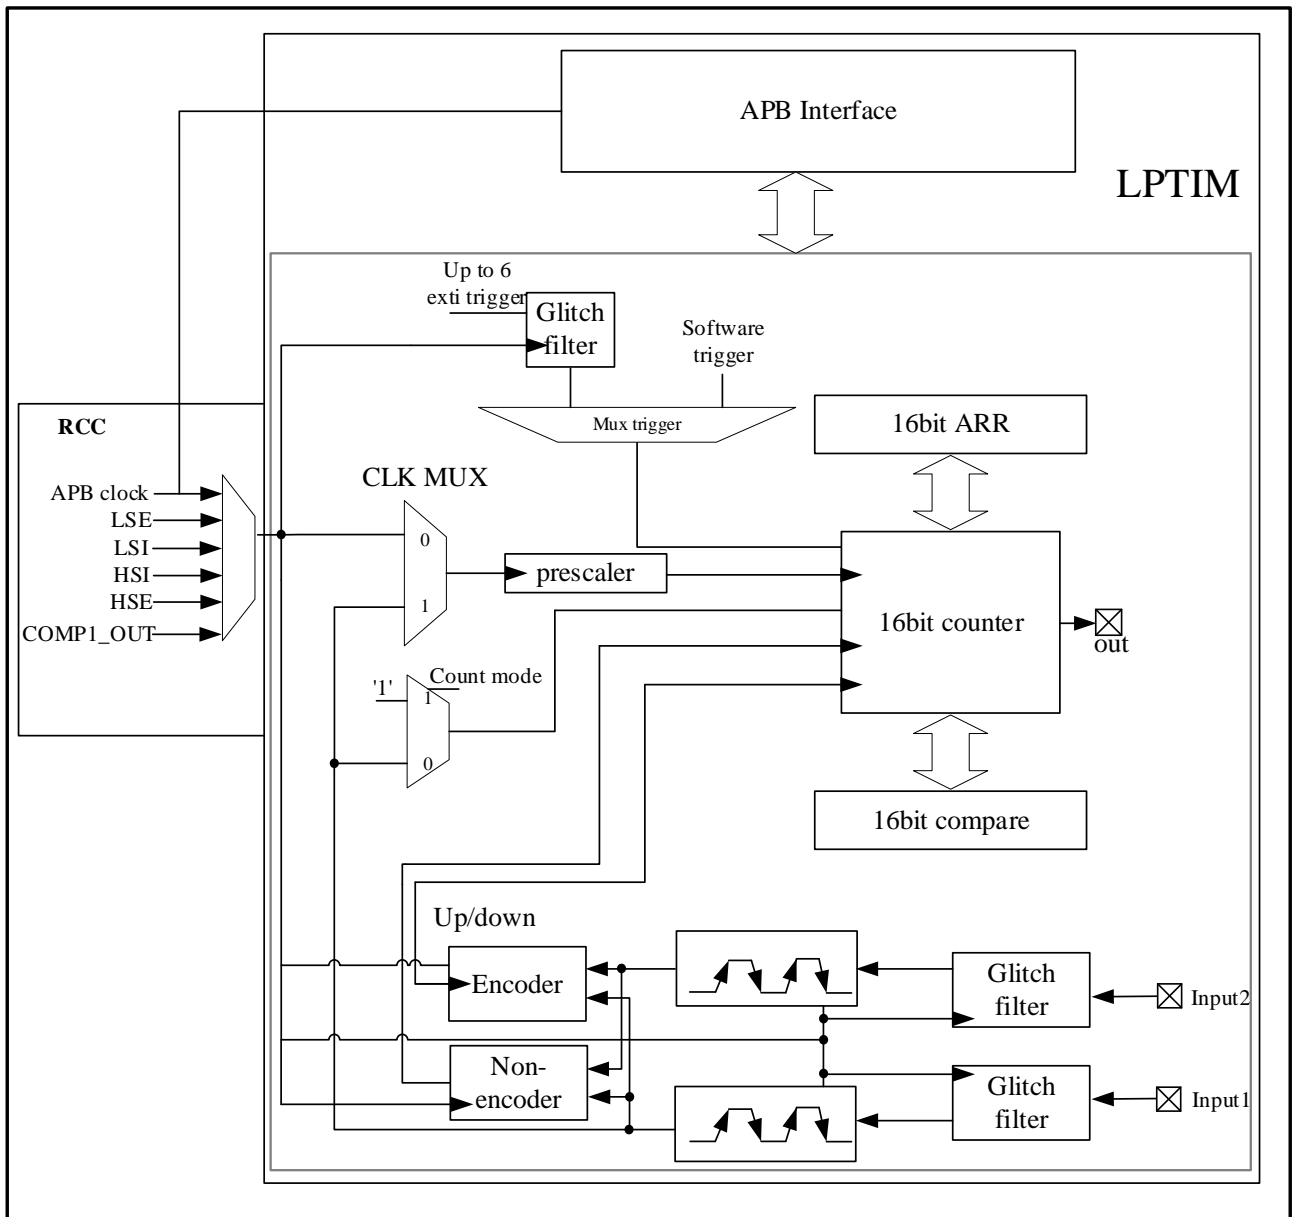 APB Interface
LPTIM
Up to 6
exti trigger
Glitch
filter
Software
trigger
Mux trigger
16bit ARR
RCC
CLK MUX
APB clock
LSE
LSI
HSI
HSE
COMP1_OUT
0
1
prescaler
16bit counter
out
'1'
Count mode
1
0
16bit compare
Up/down
Encoder
Glitch
filter
Input2
Non-
encoder
Glitch
filter
Input1